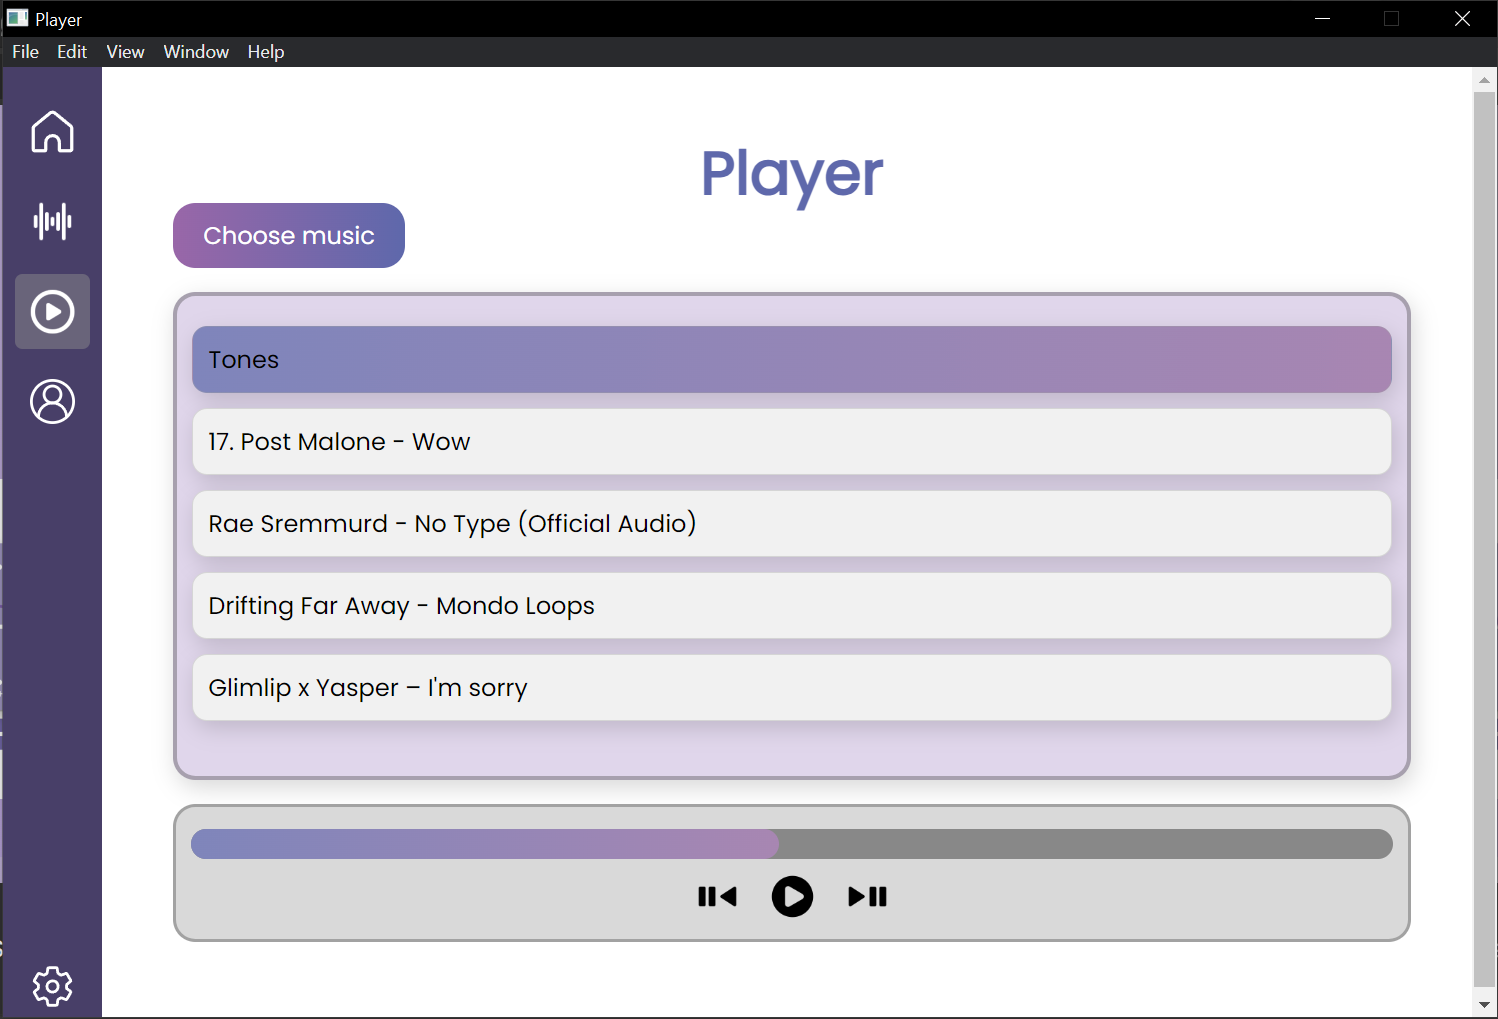 Player
File Edit View Window Help
Player
Choose music
Tones
17. Post Malone - Wow
Rae Sremmurd - No Type (Official Audio)
Drifting Far Away - Mondo Loops
Glimlip x Yasper – I'm sorry